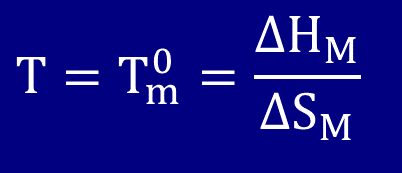 T = T⁰ₘ = ΔH_M / ΔS_M